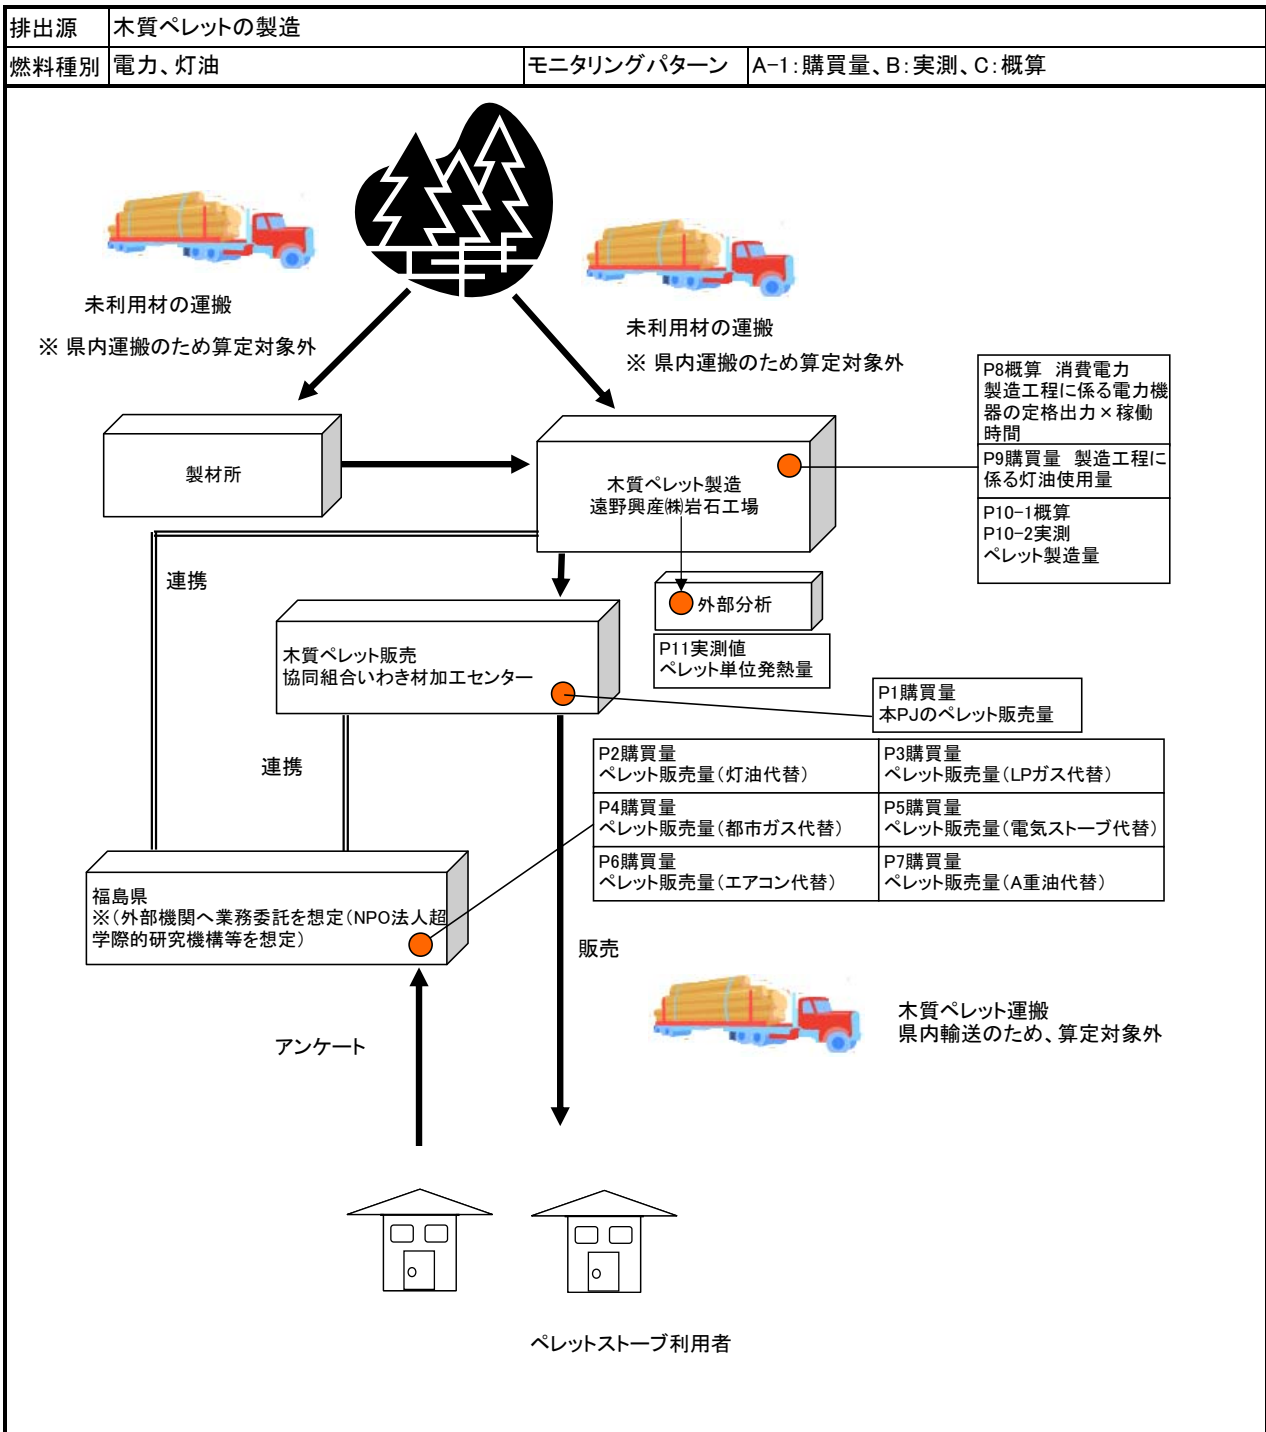 排出源 木質ペレットの製造
燃料種別 電力、灯油 モニタリングパターン A-1：購買量、B：実測、C：概算
未利用材の運搬
※ 県内運搬のため算定対象外
未利用材の運搬
※ 県内運搬のため算定対象外
P8概算 消費電力
製造工程に係る電力機
器の定格出力×稼働
時間
P9購買量 製造工程に
係る灯油使用量
P10-1概算
P10-2実測
ペレット製造量
製材所
木質ペレット製造
遠野興産㈱岩石工場
連携
外部分析
P11実測値
ペレット単位発熱量
木質ペレット販売
協同組合いわき材加工センター
P1購買量
本PJのペレット販売量
連携
P2購買量
ペレット販売量（灯油代替）
P3購買量
ペレット販売量（LPガス代替）
P4購買量
ペレット販売量（都市ガス代替）
P5購買量
ペレット販売量（電気ストーブ代替）
P6購買量
ペレット販売量（エアコン代替）
P7購買量
ペレット販売量（A重油代替）
福島県
※（外部機関へ業務委託を想定（NPO法人超
学際的研究機構等を想定）
販売
木質ペレット運搬
県内輸送のため、算定対象外
アンケート
ペレットストーブ利用者